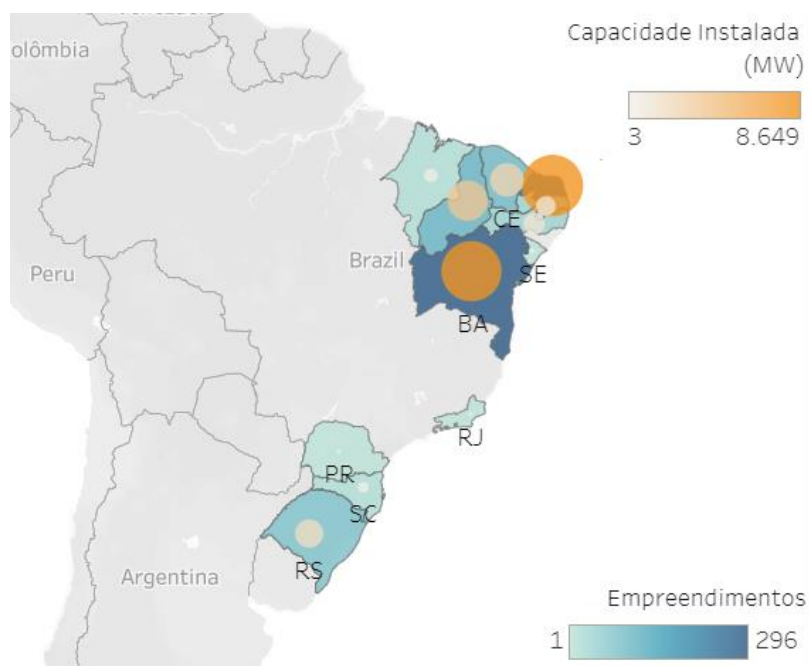 Capacidade Instalada
(MW)
3 8.649
olômbia
CE
Brazil
SE
Peru
BA
RJ
PR
SC
RS
Argentina
Empreendimentos
1 296